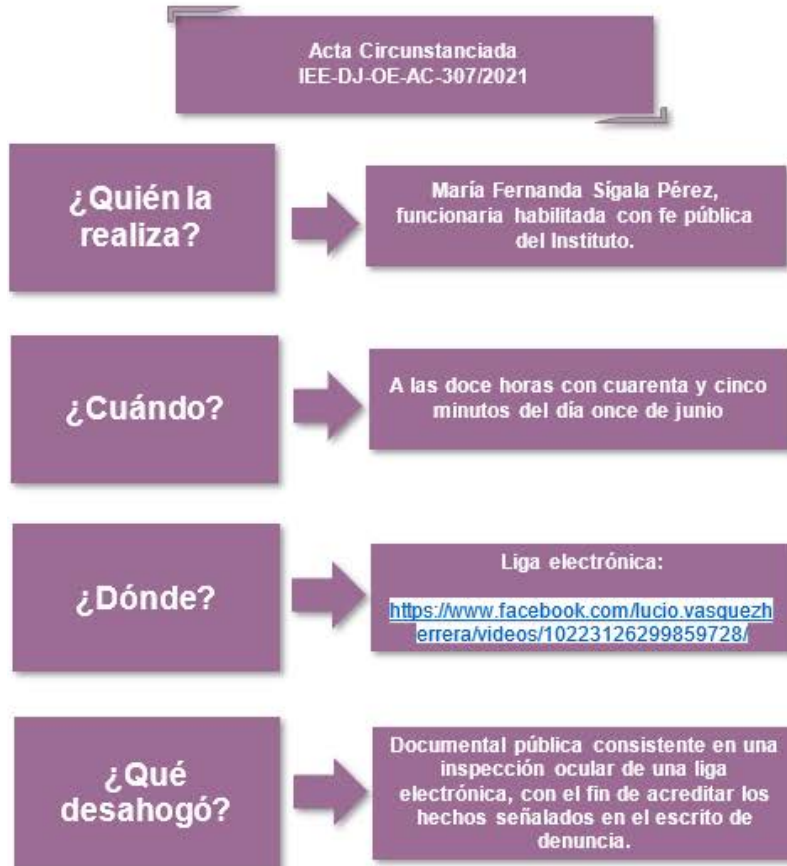 Acta Circunstanciada
IEE-DJ-OE-AC-307/2021
¿Quién la
realiza?
María Fernanda Sígala Pérez,
funcionaria habilitada con fe pública
del Instituto.
¿Cuándo?
A las doce horas con cuarenta y cinco
minutos del día once de junio
¿Dónde?
Liga electrónica:
https://www.facebook.com/lucio.vasquezh
errera/videos/10223126299859728/
¿Qué
desahogó?
Documental pública consistente en una
inspección ocular de una liga
electrónica, con el fin de acreditar los
hechos señalados en el escrito de
denuncia.